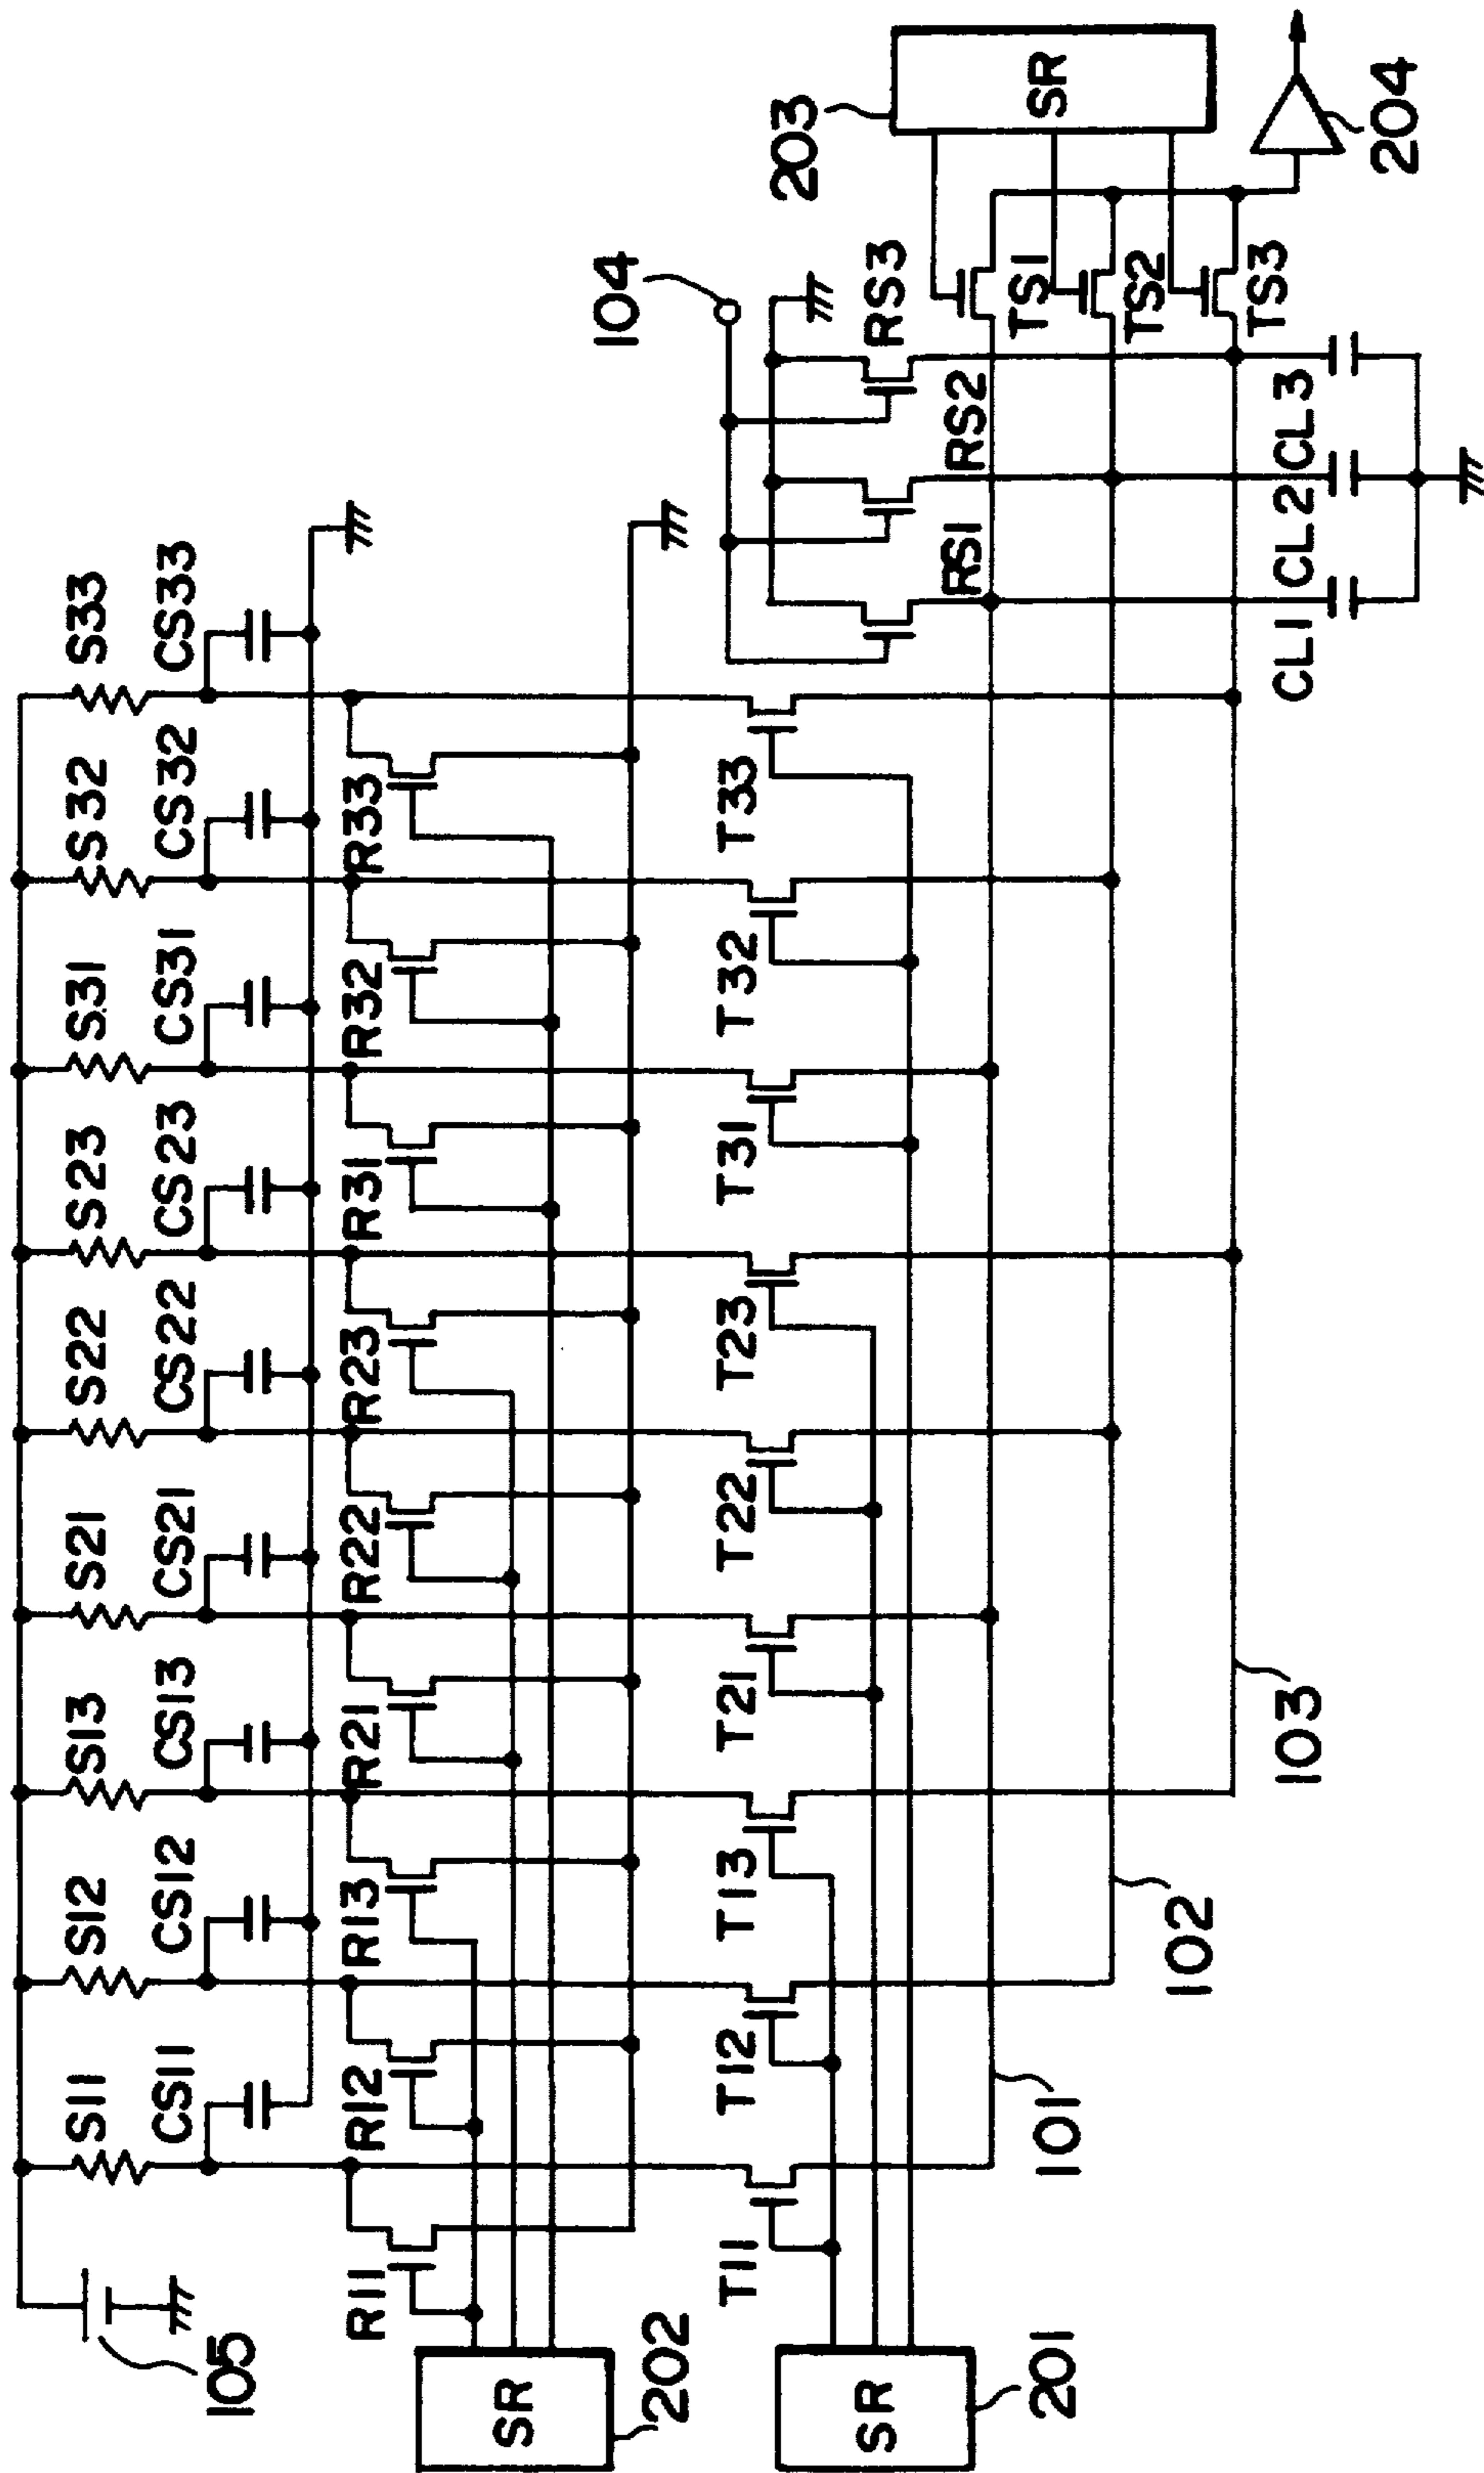 S11 S12 S13 S21 S22 S23 S31 S32 S33
CS11 CS12 CS13 CS21 CS22 CS23 CS31 CS32 CS33
105
R11 R12 R13 R21 R22 R23 R31 R32 R33
SR
202
104
203
SR
T11 T12 T13 T21 T22 T23 T31 T32 T33
SR
201
RS1 RS2 RS3
TS1
TS2
TS3
204
101
102
103
CL1 CL2 CL3